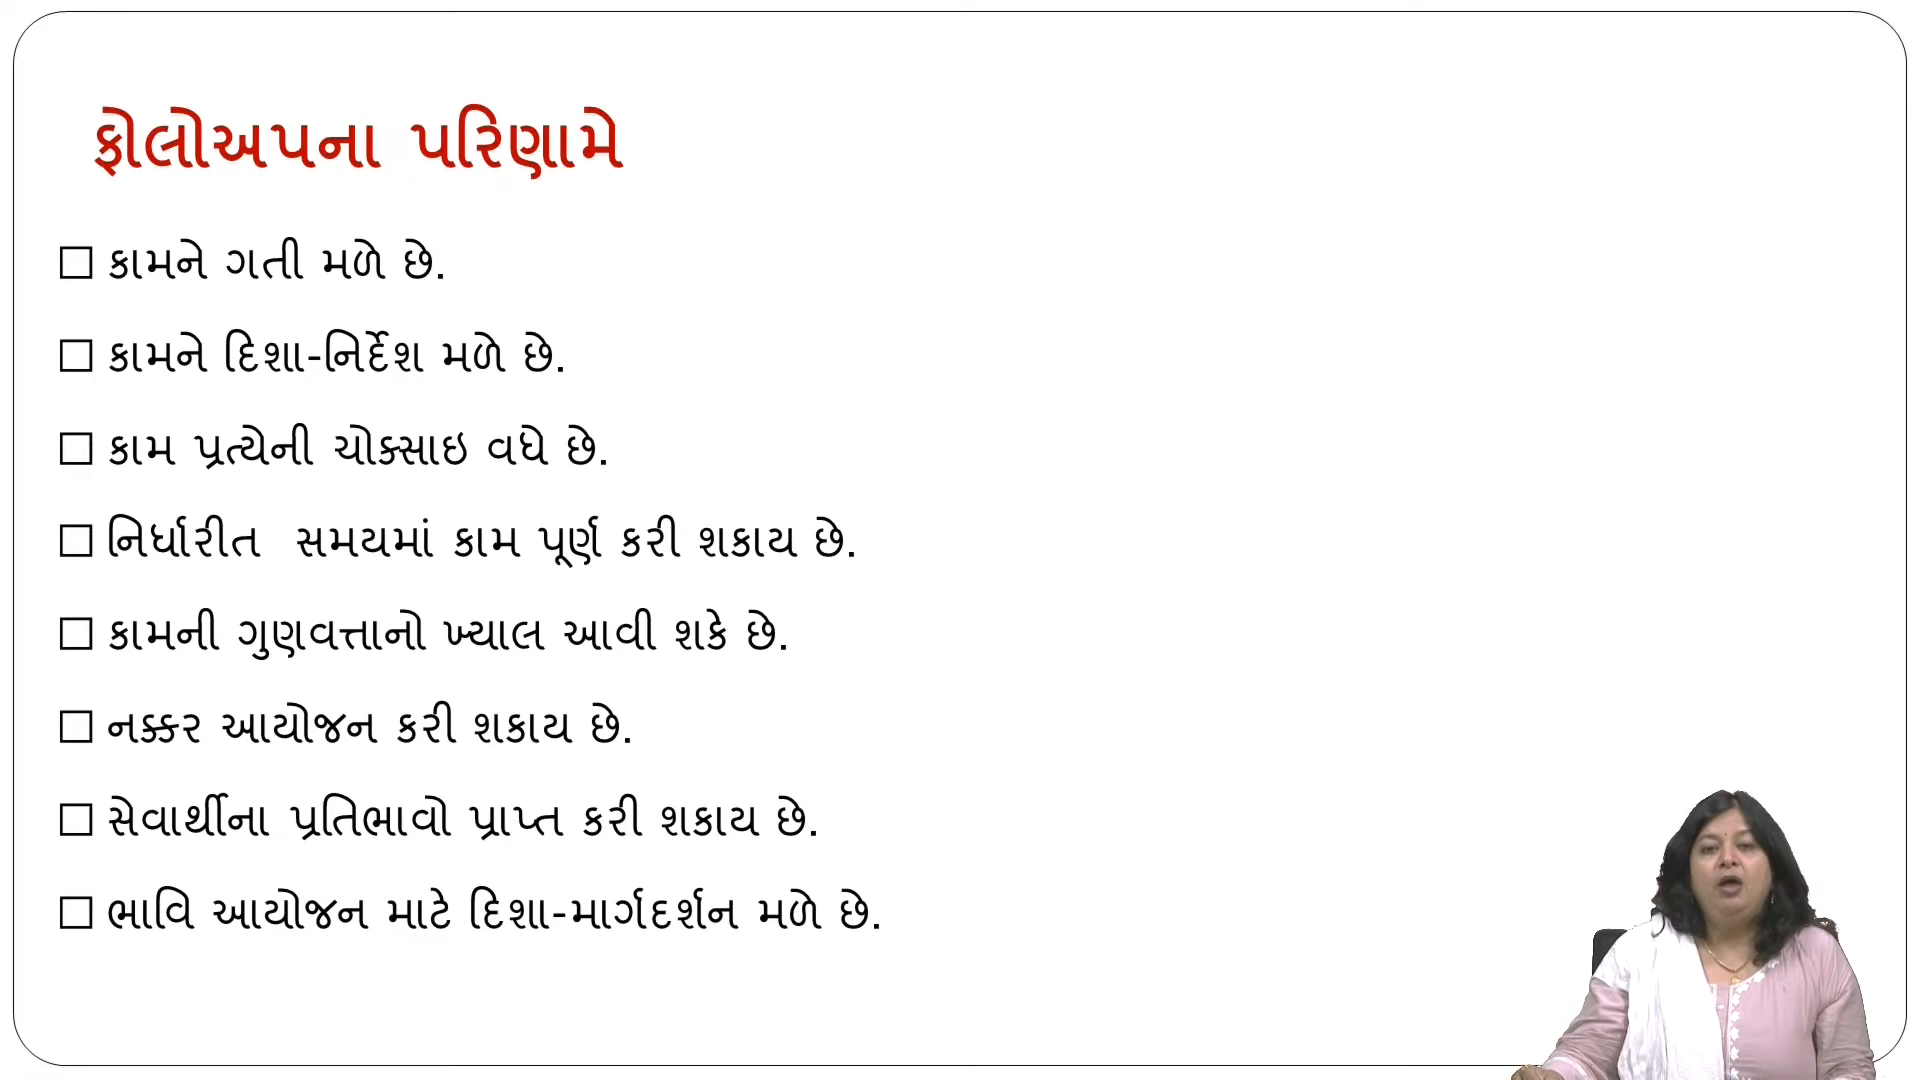 ફોલોઅપના પરિણામે
કામને ગતી મળે છે.
કામને દિશા-નિર્દેશ મળે છે.
કામ પ્રત્યેની ચોક્સાઇ વધે છે.
નિર્ધારીત સમયમાં કામ પૂર્ણ કરી શકાય છે.
કામની ગુણવત્તાનો ખ્યાલ આવી શકે છે.
નક્કર આયોજન કરી શકાય છે.
સેવાર્થીના પ્રતિભાવો પ્રાપ્ત કરી શકાય છે.
ભાવિ આયોજન માટે દિશા-માર્ગદર્શન મળે છે.